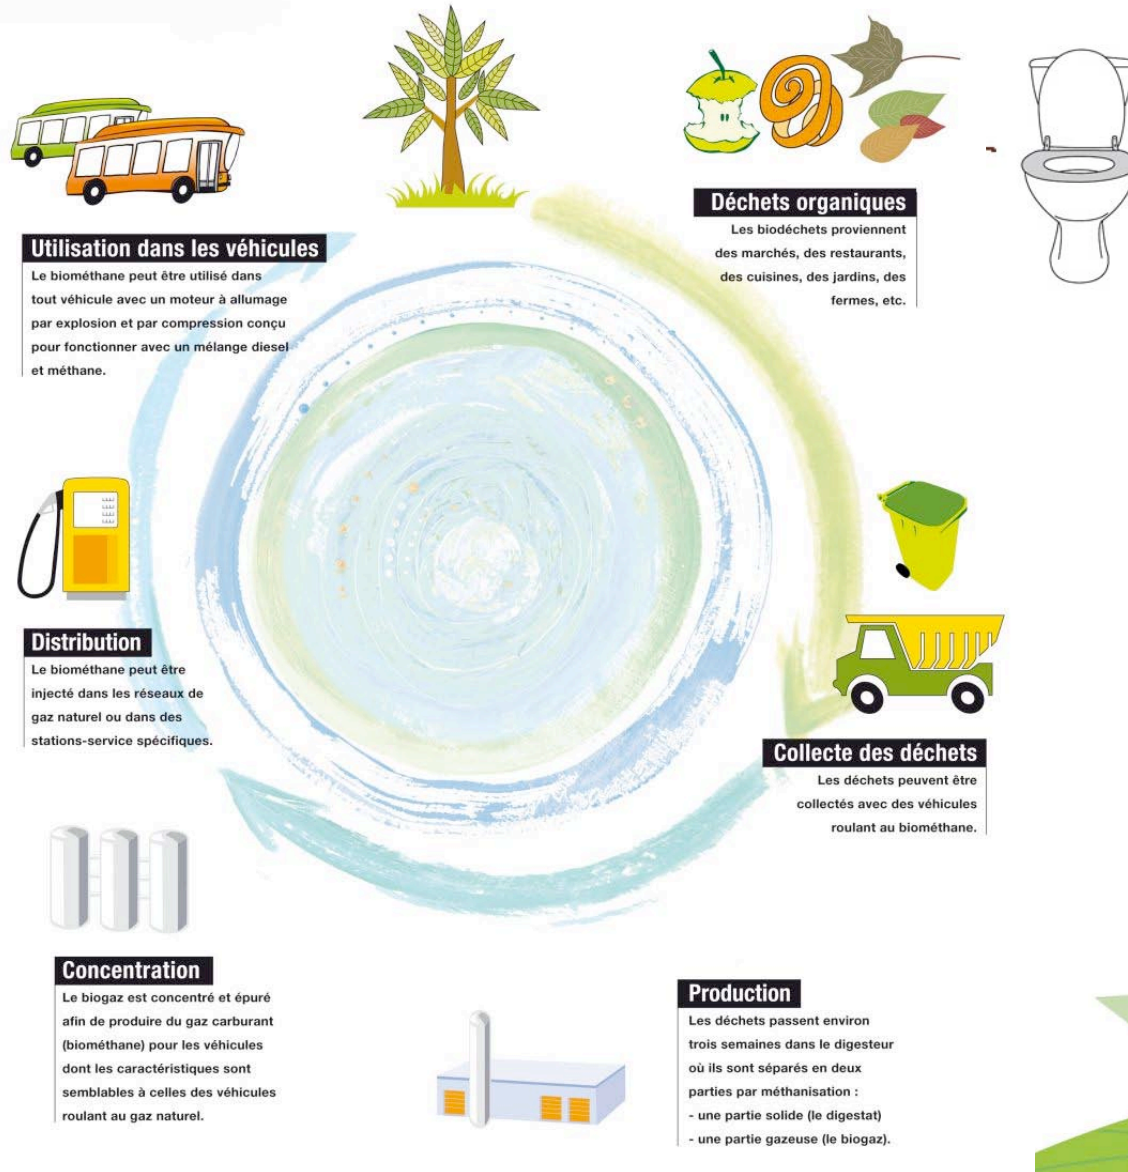 Déchets organiques
Les biodéchets proviennent
des marchés, des restaurants,
des cuisines, des jardins, des
fermes, etc.
Utilisation dans les véhicules
Le biométhane peut être utilisé dans
tout véhicule avec un moteur à allumage
par explosion et par compression conçu
pour fonctionner avec un mélange diesel
et méthane.
Distribution
Le biométhane peut être
injecté dans les réseaux de
gaz naturel ou dans des
stations-service spécifiques.
Collecte des déchets
Les déchets peuvent être
collectés avec des véhicules
roulant au biométhane.
Concentration
Le biogaz est concentré et épuré
afin de produire du gaz carburant
(biométhane) pour les véhicules
dont les caractéristiques sont
semblables à celles des véhicules
roulant au gaz naturel.
Production
Les déchets passent environ
trois semaines dans le digesteur
où ils sont séparés en deux
parties par méthanisation :
- une partie solide (le digestat)
- une partie gazeuse (le biogaz).